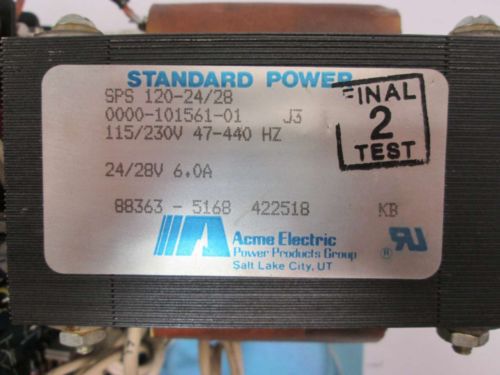 STANDARD POWER
SPS 120-24/28
0000-101561-01 J3
115/230V 47-440 HZ
24/28V 6.0A
88363 - 5168 422518 KB
FINAL
2
TEST
Acme Electric
Power Products Group
Salt Lake City, UT
®